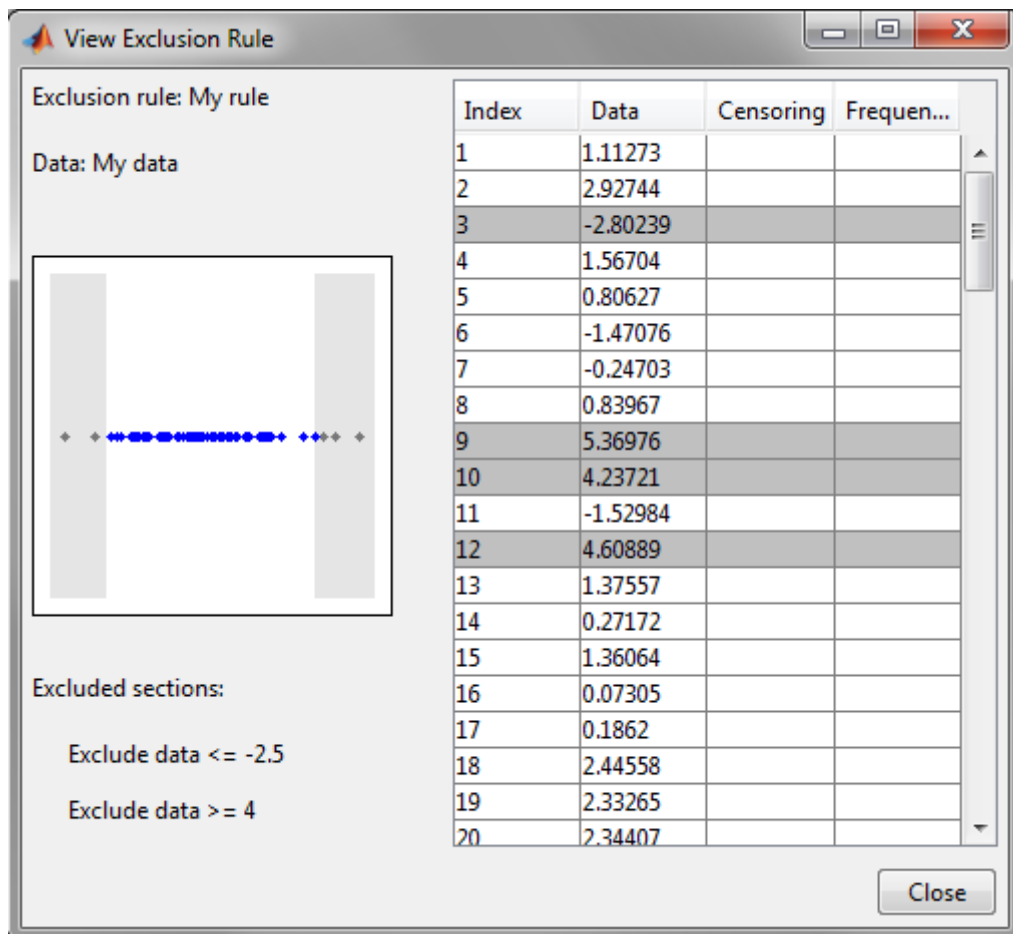 View Exclusion Rule
Exclusion rule: My rule
Data: My data
Excluded sections:
Exclude data <= -2.5
Exclude data >= 4
Index Data Censoring Frequen...
1 1.11273
2 2.92744
3 -2.80239
4 1.56704
5 0.80627
6 -1.47076
7 -0.24703
8 0.83967
9 5.36976
10 4.23721
11 -1.52984
12 4.60889
13 1.37557
14 0.27172
15 1.36064
16 0.07305
17 0.1862
18 2.44558
19 2.33265
20 2.34407
Close